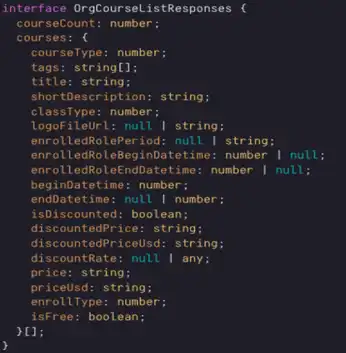 interface OrgCourseListResponses {
  courseCount: number;
  courses: {
    courseType: number;
    tags: string[];
    title: string;
    shortDescription: string;
    classType: number;
    logoFileUrl: null | string;
    enrolledRolePeriod: null | string;
    enrolledRoleBeginDatetime: number | null;
    enrolledRoleEndDatetime: number | null;
    beginDatetime: number;
    endDatetime: null | number;
    isDiscounted: boolean;
    discountedPrice: string;
    discountedPriceUsd: string;
    discountRate: null | any;
    price: string;
    priceUsd: string;
    enrollType: number;
    isFree: boolean;
  }[];
}